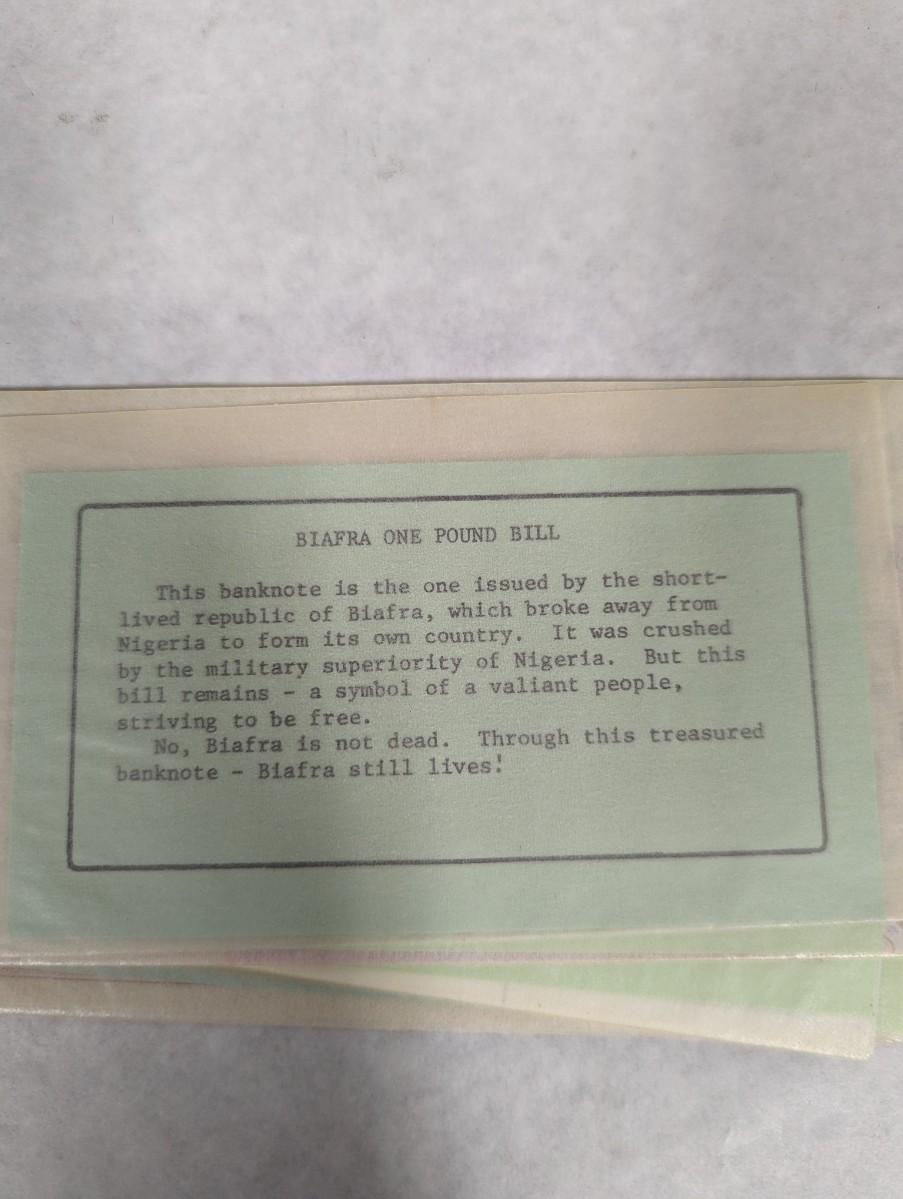 BIAFRA ONE POUND BILL
This banknote is the one issued by the short-
lived republic of Biafra, which broke away from
Nigeria to form its own country. It was crushed
by the military superiority of Nigeria. But this
bill remains - a symbol of a valiant people,
striving to be free.
No, Biafra is not dead. Through this treasured
banknote - Biafra still lives!